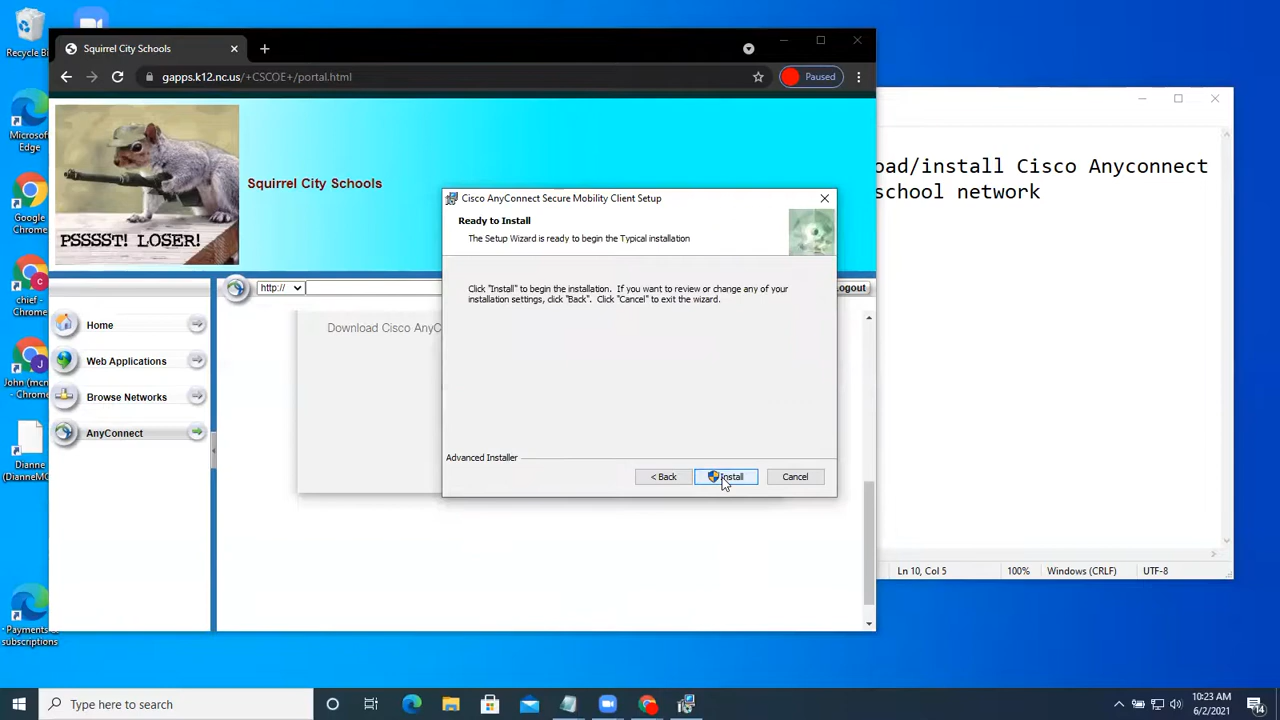 Recycle Bi
Microsoft
Edge
Google
Chrome
chief -
Chrome
John (mcn
- Chrome
Dianne
(DianneMC
Payments &
subscriptions
Squirrel City Schools
gapps.k12.nc.us/+CSCOE+/portal.html
Paused
PSSSST! LOSER!
Squirrel City Schools
http://
ogout
Home
Web Applications
Browse Networks
AnyConnect
Download Cisco AnyC
Cisco AnyConnect Secure Mobility Client Setup
Ready to Install
The Setup Wizard is ready to begin the Typical installation
Click "Install" to begin the installation. If you want to review or change any of your
installation settings, click "Back". Click "Cancel" to exit the wizard.
Advanced Installer
< Back
Install
Cancel
oad/install Cisco Anyconnect
school network
Ln 10, Col 5
100%
Windows (CRLF)
UTF-8
Type here to search
10:23 AM
6/2/2021
14